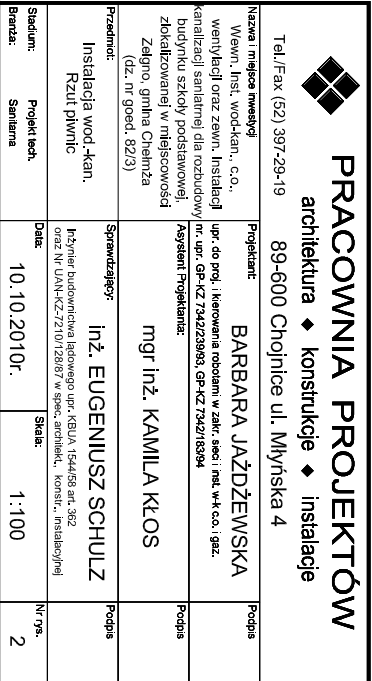 PRACOWNIA PROJEKTÓW
architektura ◆ konstrukcje ◆ instalacje
Tel./Fax (52) 397-29-19 89-600 Chojnice ul. Młyńska 4
Nazwa i miejsce inwestycji
Wewn. Inst. wod-kan., c.o.,
wentylacji oraz zewn. Instalacji
kanalizacji sanitarnej dla rozbudowy
budynku szkoły podstawowej,
zlokalizowanej w miejscowości
Zelgno, gmina Chełmża
(dz. nr goed. 82/3)
Projektant:
BARBARA JAŻDŻEWSKA
upr. do proj. i kierowania robotami w zakr. sieci i inst. w-k c.o. i gaz.
nr. upr. GP-KZ 7342/239/93, GP-KZ 7342/183/94
Podpis
Asystent Projektanta:
mgr inż. KAMILA KŁOS
Podpis
Przedmiot:
Instalacja wod.-kan.
Rzut piwnic
Sprawdzający:
inż. EUGENIUSZ SCHULZ
Inżynier budownictwa lądowego upr. KBUA 1544/58 art. 362
oraz Nr UAN-KZ-7210/128/87 w spec. architekt., konstr., instalacyjnej
Podpis
Stadium: Projekt tech.
Branża: Sanitarna
Data:
10.10.2010r.
Skala:
1:100
Nr rys.
2